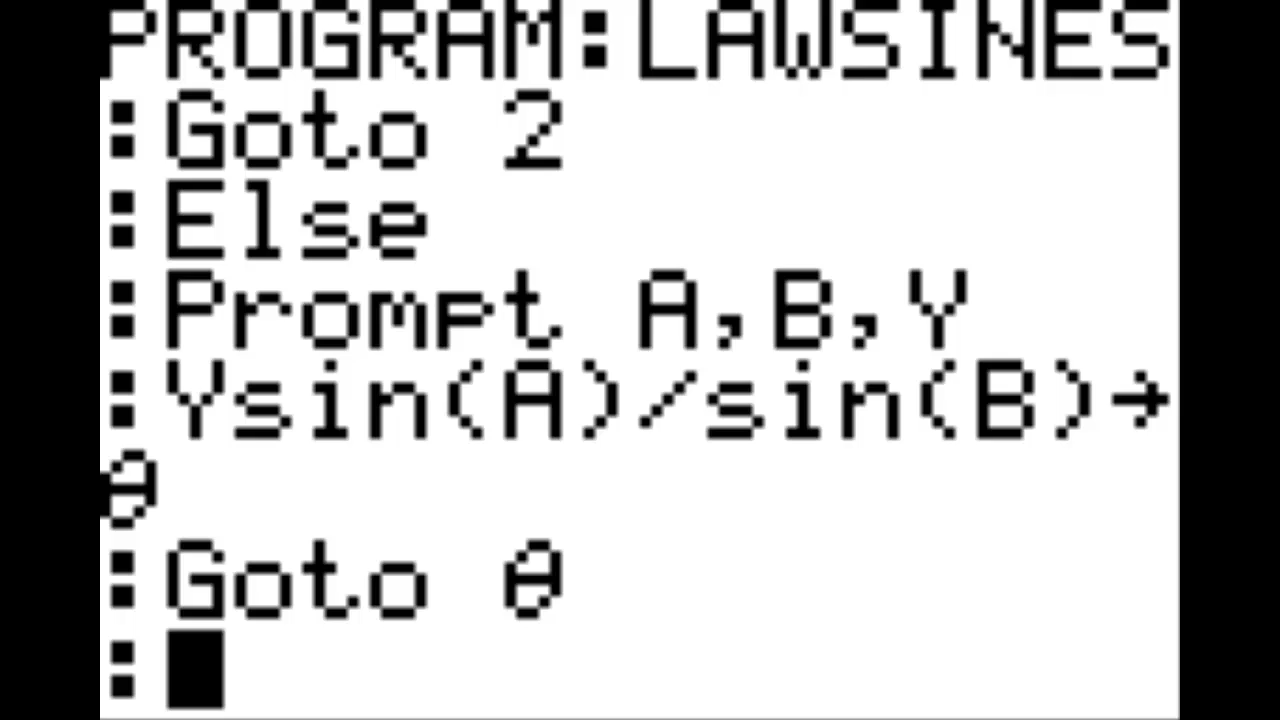 PROGRAM:LAWSINES
:Goto 2
:Else
:Prompt A,B,Y
:Ysin(A)/sin(B)→
θ
:Goto θ
: